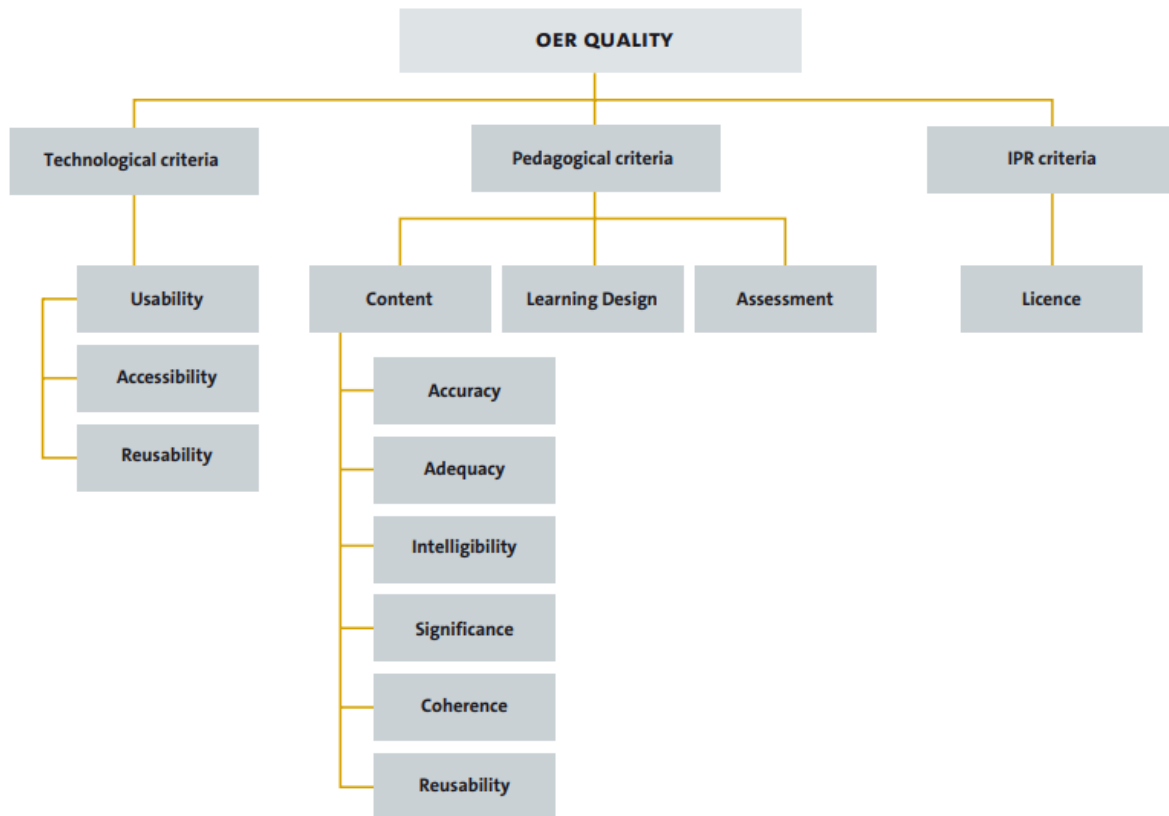 OER QUALITY
Technological criteria
Pedagogical criteria
IPR criteria
Usability
Content
Learning Design
Assessment
Licence
Accessibility
Reusability
Accuracy
Adequacy
Intelligibility
Significance
Coherence
Reusability